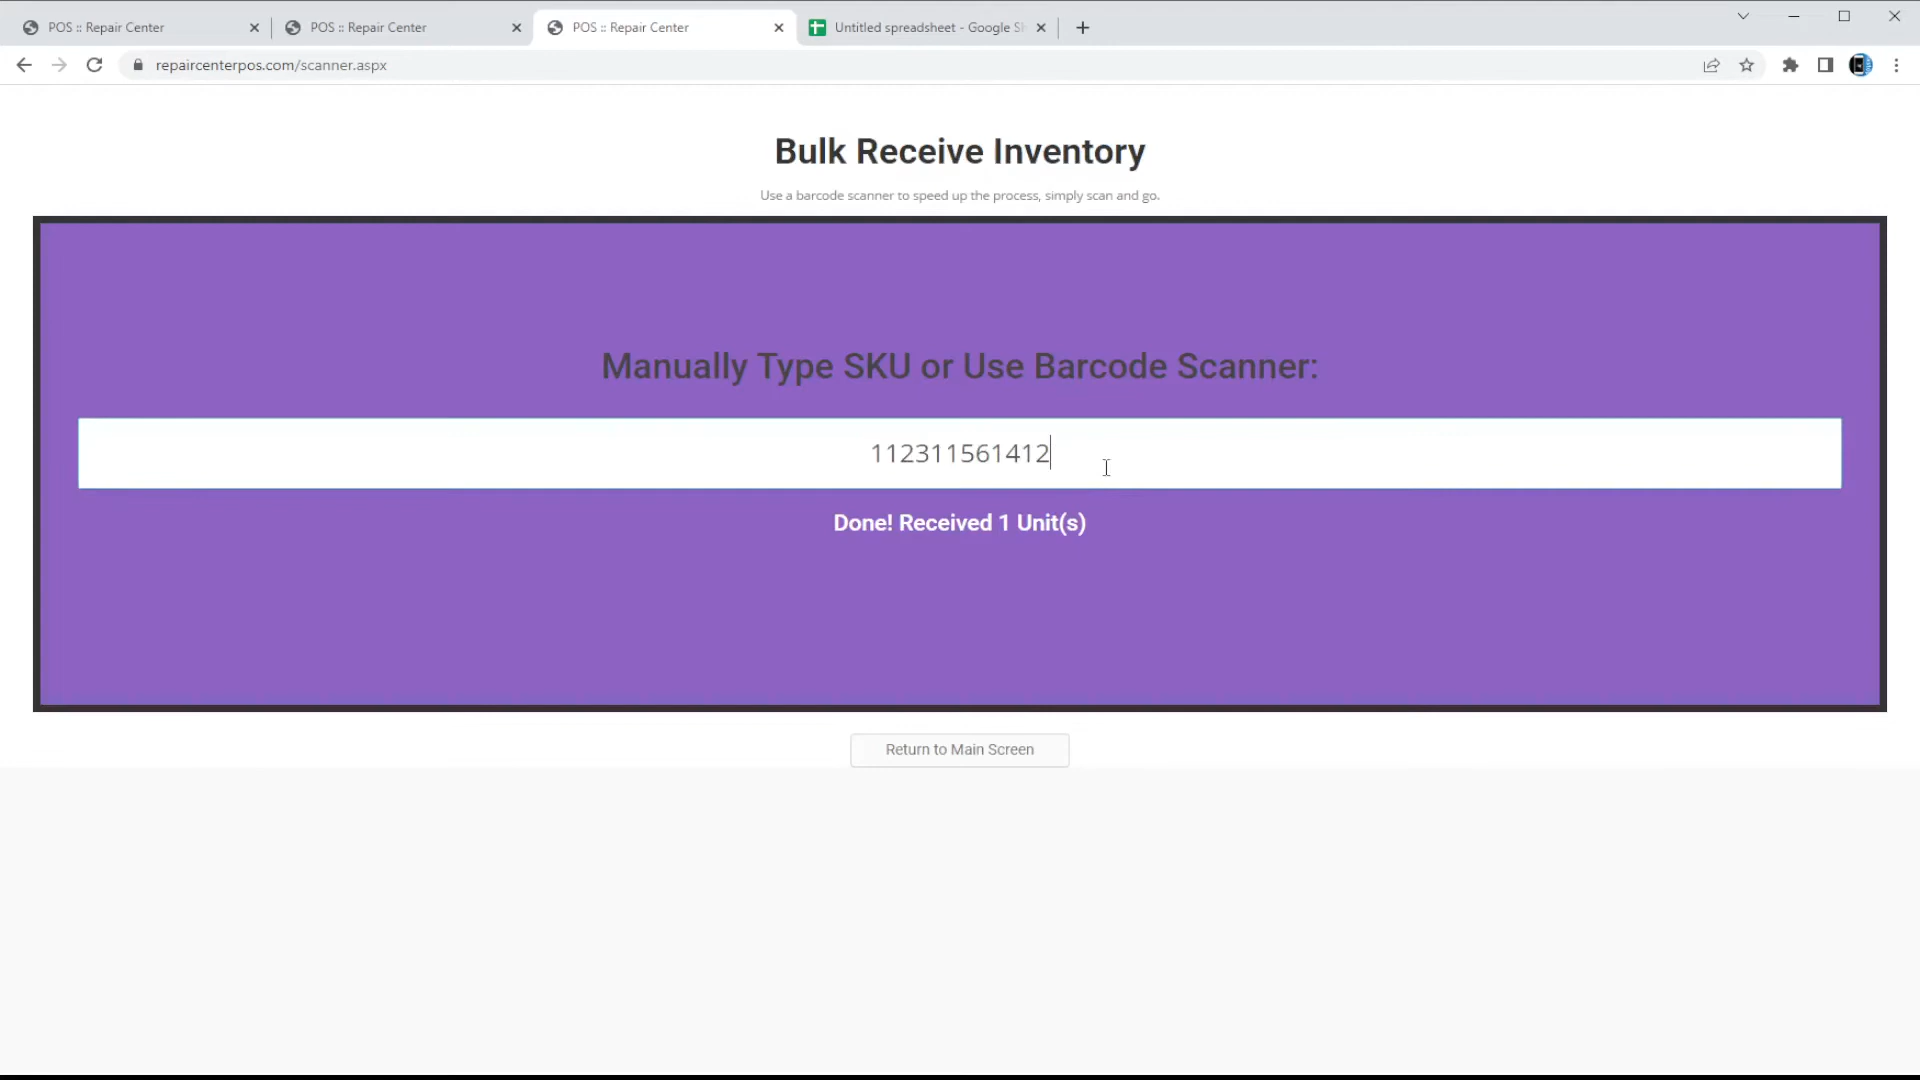 POS :: Repair Center
POS :: Repair Center
POS :: Repair Center
Untitled spreadsheet - Google
repaircenterpos.com/scanner.aspx
Bulk Receive Inventory
Use a barcode scanner to speed up the process, simply scan and go.
Manually Type SKU or Use Barcode Scanner:
112311561412
Done! Received 1 Unit(s)
Return to Main Screen